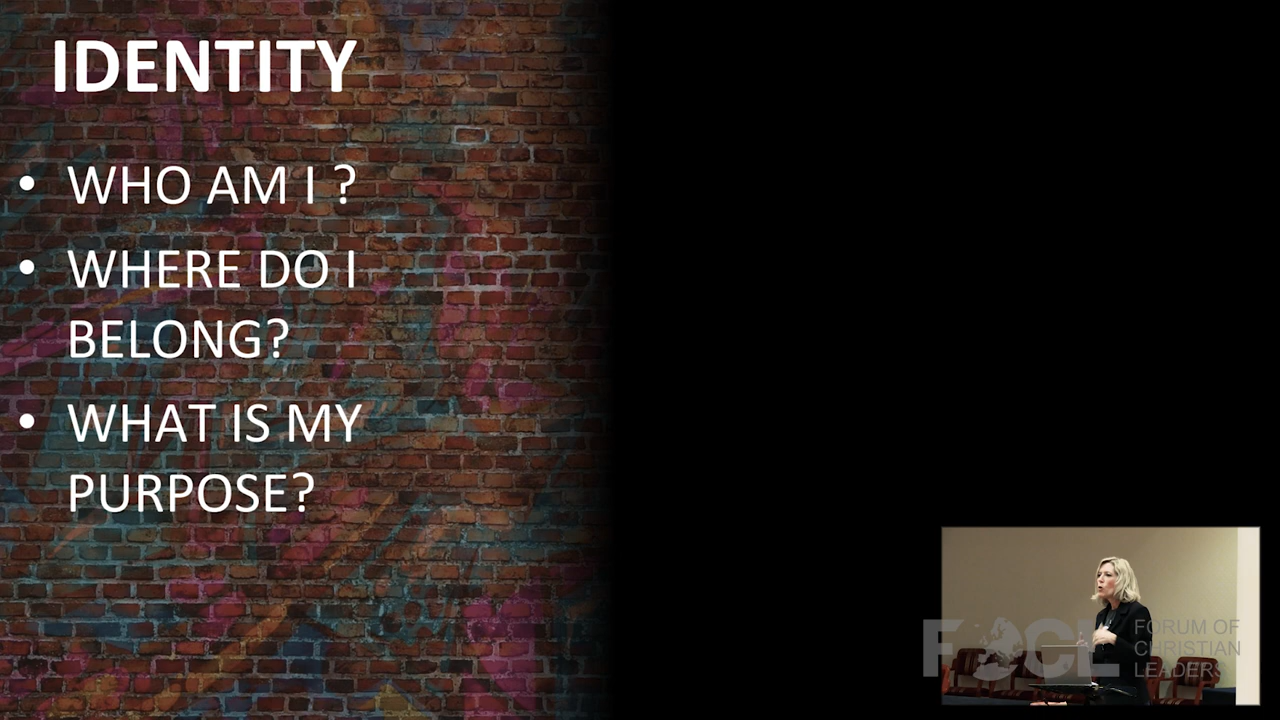 IDENTITY
• WHO AM I ?
• WHERE DO I
BELONG?
• WHAT IS MY
PURPOSE?
FOCL
FORUM OF
CHRISTIAN
LEADERS